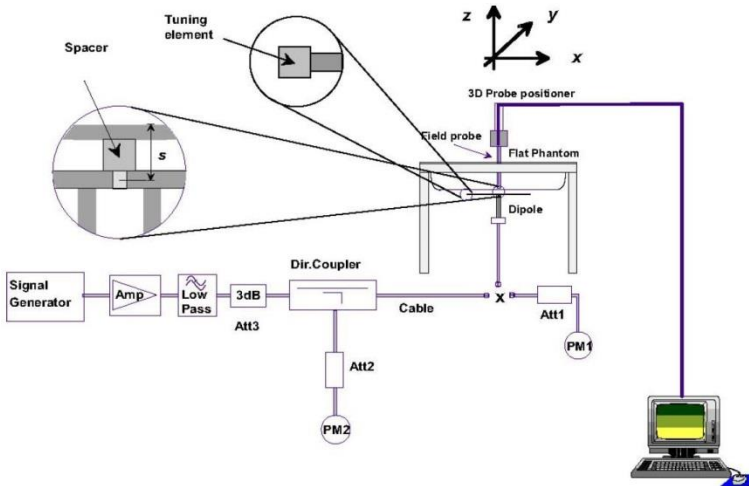 Tuning
element
Spacer
s
z
y
x
3D Probe positioner
Field probe
Flat Phantom
Dipole
Signal
Generator
Amp
Low
Pass
3dB
Att3
Dir.Coupler
Cable
x
Att1
PM1
Att2
PM2